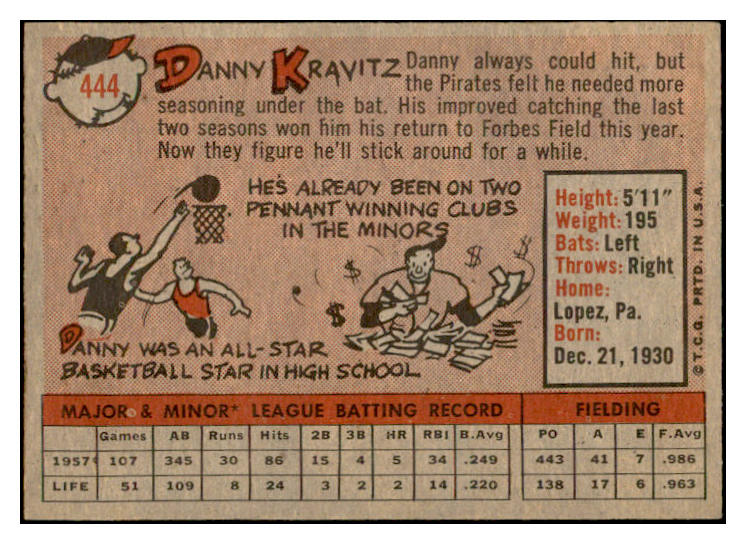 444
DANNY KRAVITZ Danny always could hit, but
the Pirates felt he needed more
seasoning under the bat. His improved catching the last
two seasons won him his return to Forbes Field this year.
Now they figure he'll stick around for a while.
HE'S ALREADY BEEN ON TWO
PENNANT WINNING CLUBS
IN THE MINORS
$ $ $ $ $
DANNY WAS AN ALL-STAR
BASKETBALL STAR IN HIGH SCHOOL
Height: 5'11"
Weight: 195
Bats: Left
Throws: Right
Home:
Lopez, Pa.
Born:
Dec. 21, 1930
© T.C.G. PRTD. IN U.S.A.
MAJOR & MINOR* LEAGUE BATTING RECORD FIELDING
Games AB Runs Hits 2B 3B HR RBI B.Avg PO A E F.Avg
1957* 107 345 30 86 15 4 5 34 .249 443 41 7 .986
LIFE 51 109 8 24 3 2 2 14 .220 138 17 6 .963